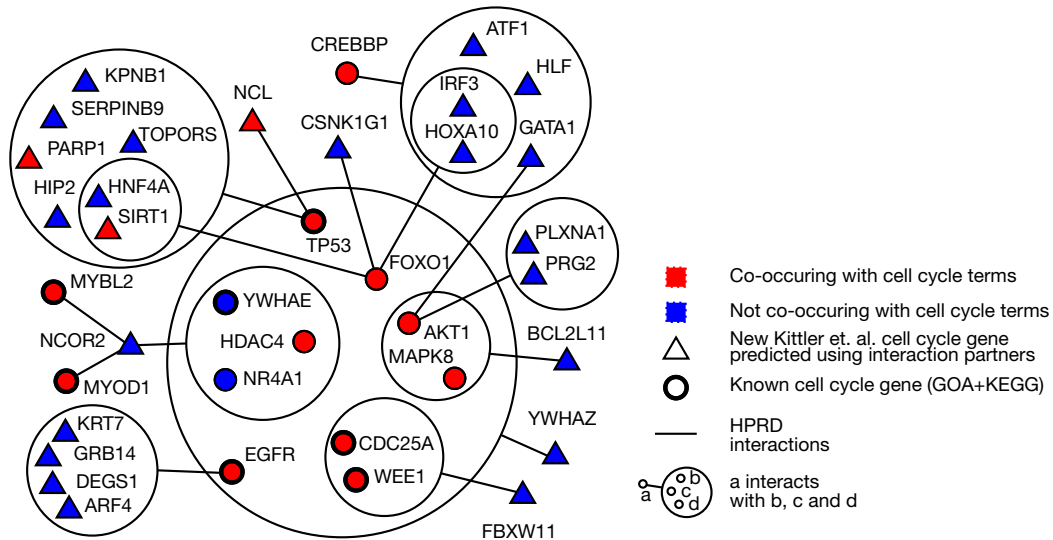 ATF1
CREBBP
HLF
KPNB1
IRF3
NCL
SERPINB9
CSNK1G1
HOXA10
GATA1
TOPORS
PARP1
HIP2
HNF4A
SIRT1
PLXNA1
TP53
FOXO1
PRG2
MYBL2
YWHAE
NCOR2
HDAC4
AKT1
BCL2L11
MAPK8
NR4A1
MYOD1
KRT7
YWHAZ
GRB14
EGFR
CDC25A
DEGS1
WEE1
ARF4
FBXW11
Co-occuring with cell cycle terms
Not co-occuring with cell cycle terms
New Kittler et. al. cell cycle gene
predicted using interaction partners
Known cell cycle gene (GOA+KEGG)
HPRD
interactions
a
b
c
d
a interacts
with b, c and d